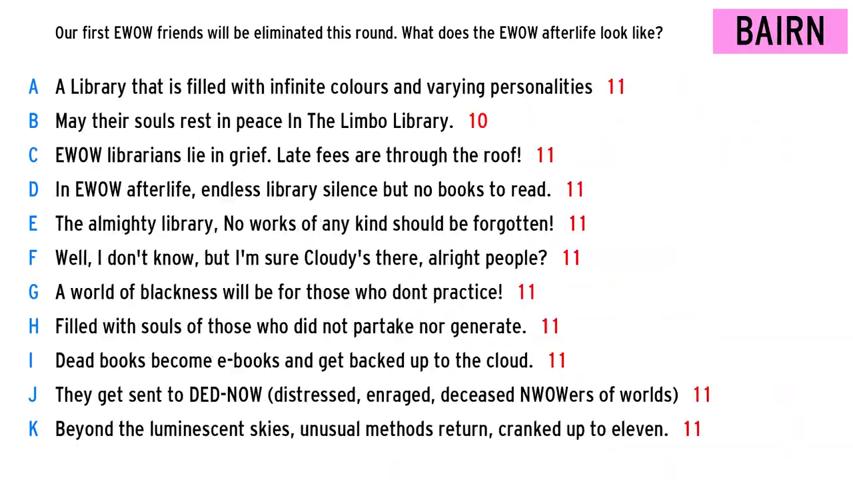 Our first EWOW friends will be eliminated this round. What does the EWOW afterlife look like?
BAIRN
A A Library that is filled with infinite colours and varying personalities 11
B May their souls rest in peace In The Limbo Library. 10
C EWOW librarians lie in grief. Late fees are through the roof! 11
D In EWOW afterlife, endless library silence but no books to read. 11
E The almighty library, No works of any kind should be forgotten! 11
F Well, I don't know, but I'm sure Cloudy's there, alright people? 11
G A world of blackness will be for those who dont practice! 11
H Filled with souls of those who did not partake nor generate. 11
I Dead books become e-books and get backed up to the cloud. 11
J They get sent to DED-NOW (distressed, enraged, deceased NWOWers of worlds) 11
K Beyond the luminescent skies, unusual methods return, cranked up to eleven. 11